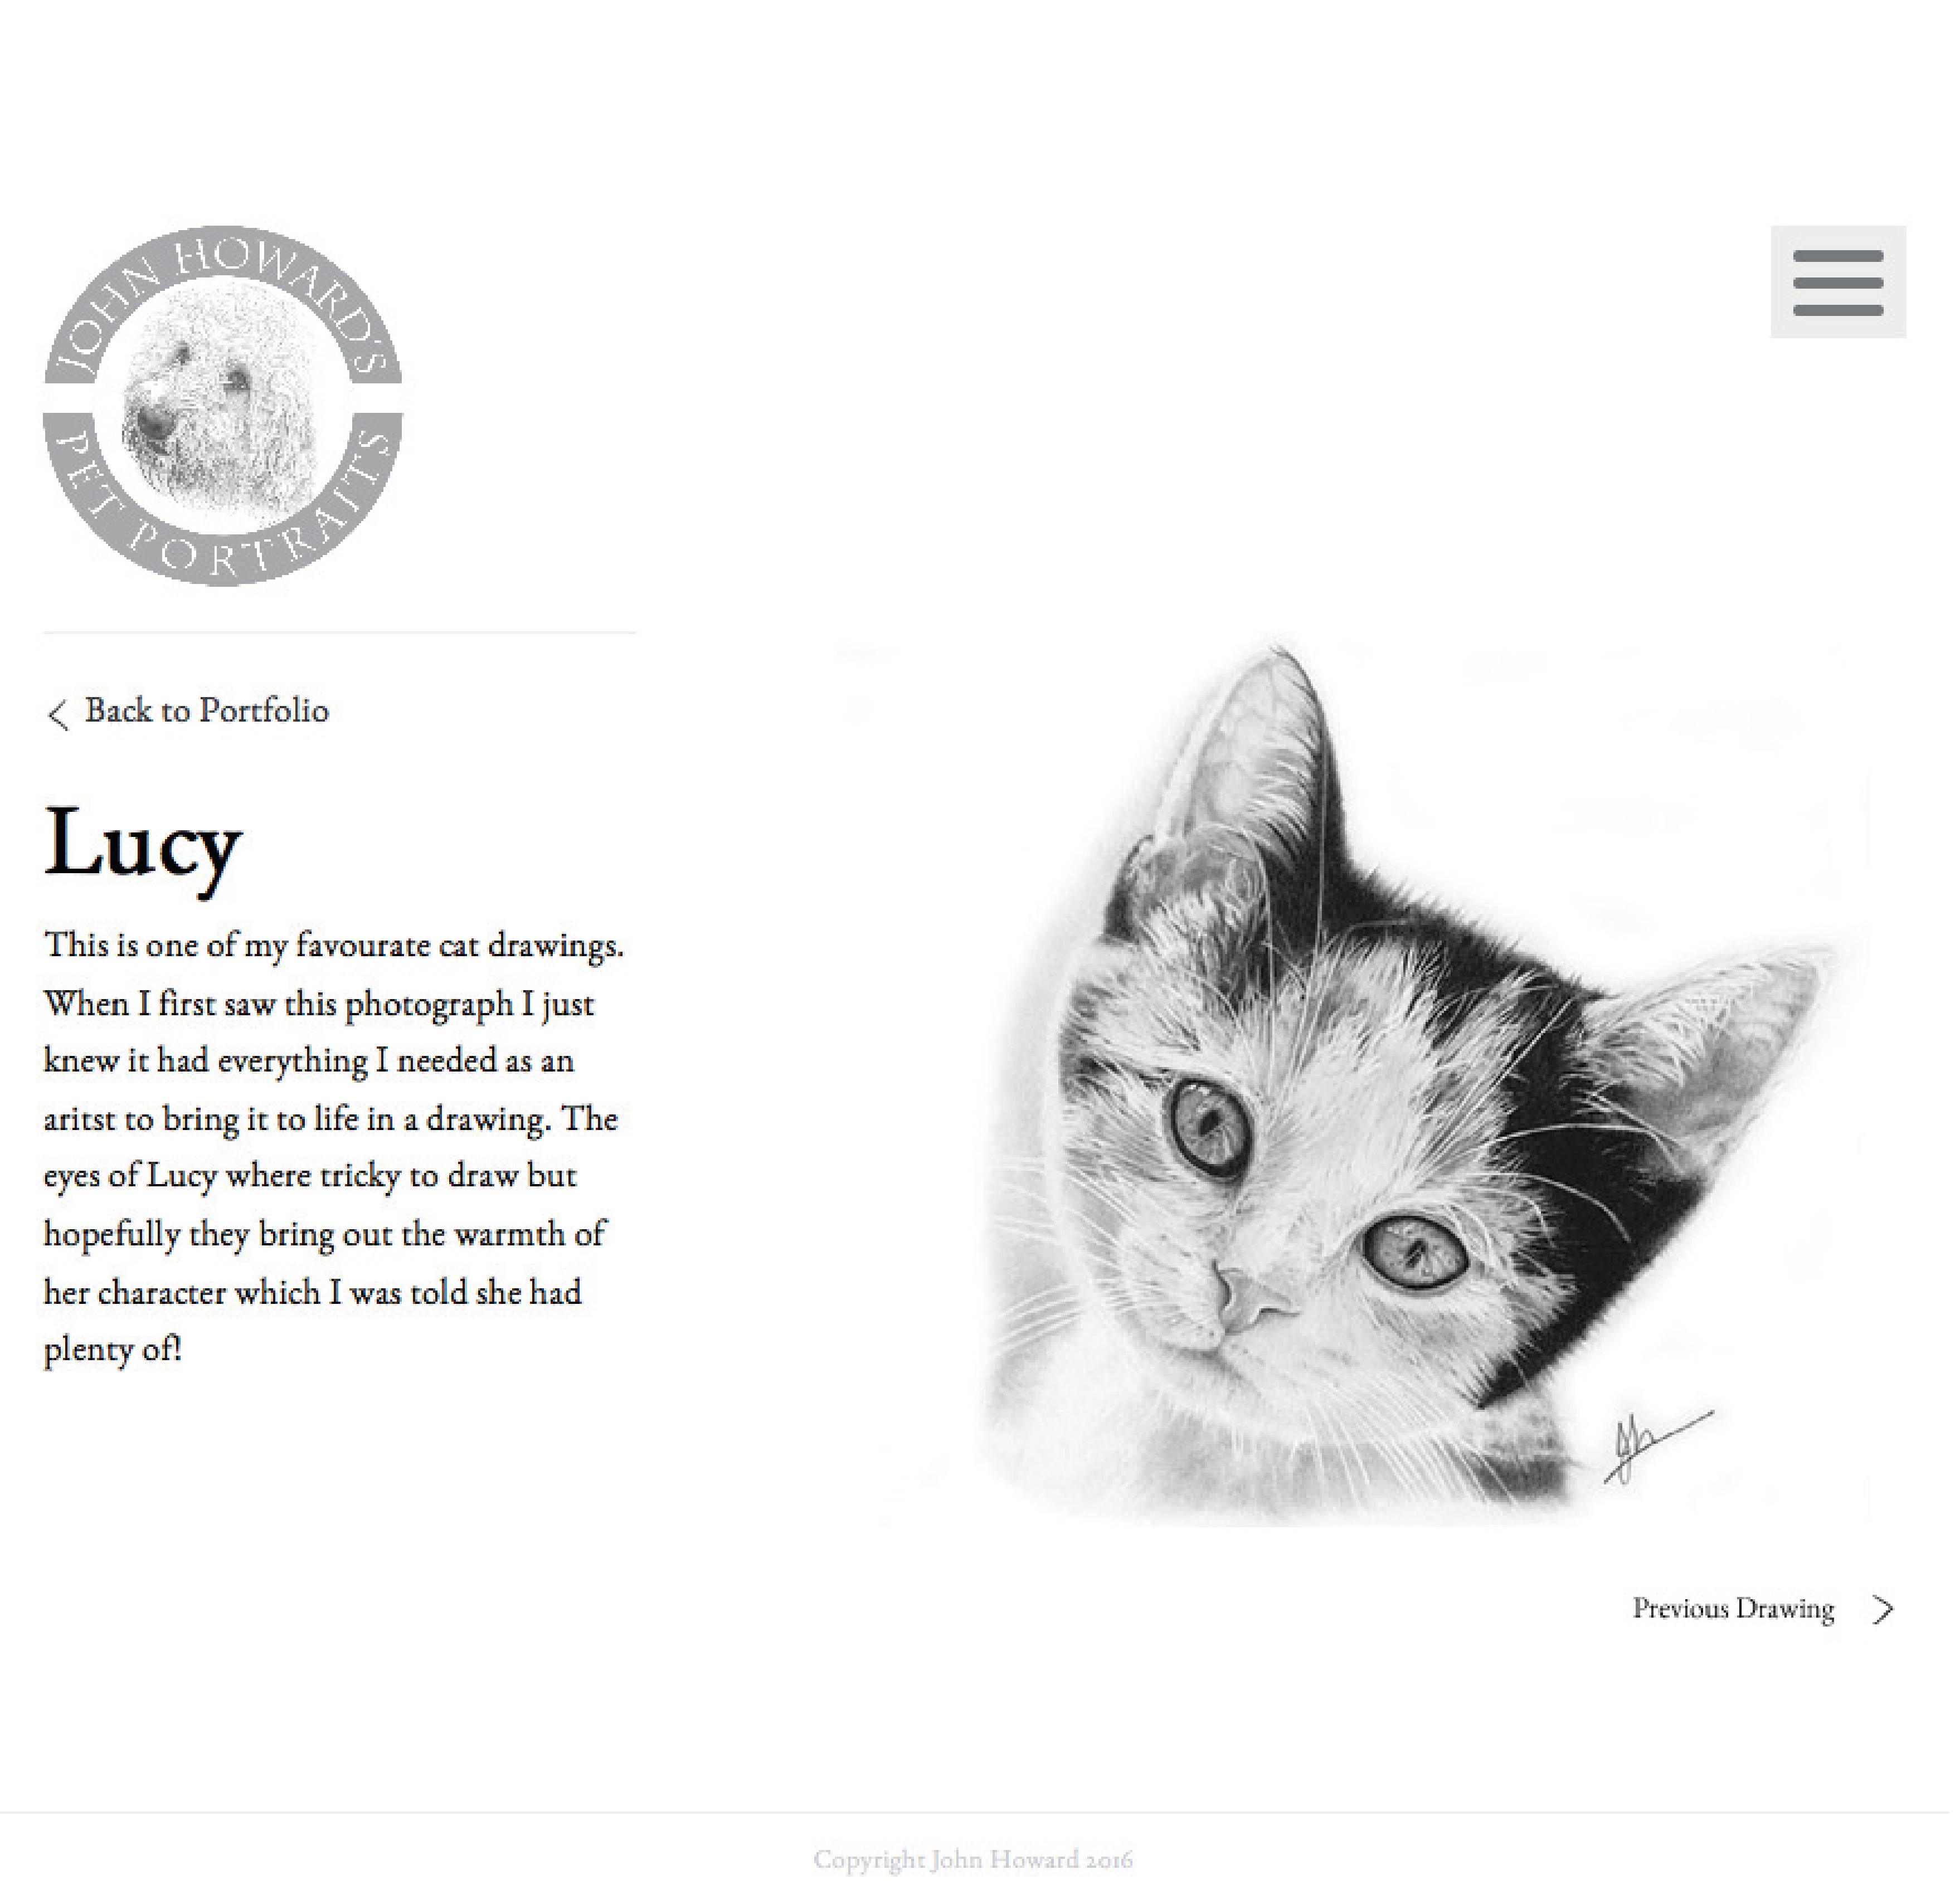 JOHN HOWARD'S
PET PORTRAITS
Back to Portfolio
Lucy
This is one of my favourate cat drawings.
When I first saw this photograph I just
knew it had everything I needed as an
aritst to bring it to life in a drawing. The
eyes of Lucy where tricky to draw but
hopefully they bring out the warmth of
her character which I was told she had
plenty of!
Previous Drawing
Copyright John Howard 2016